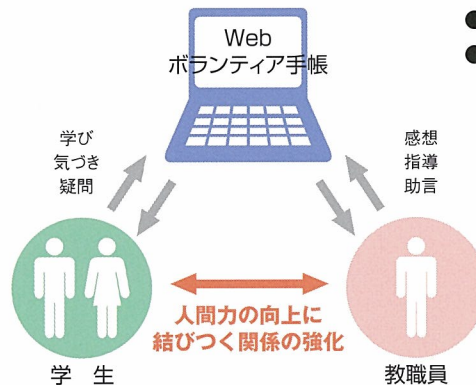 Web
ボランティア手帳
学び
気づき
疑問
感想
指導
助言
人間力の向上に
結びつく関係の強化
学 生
教職員